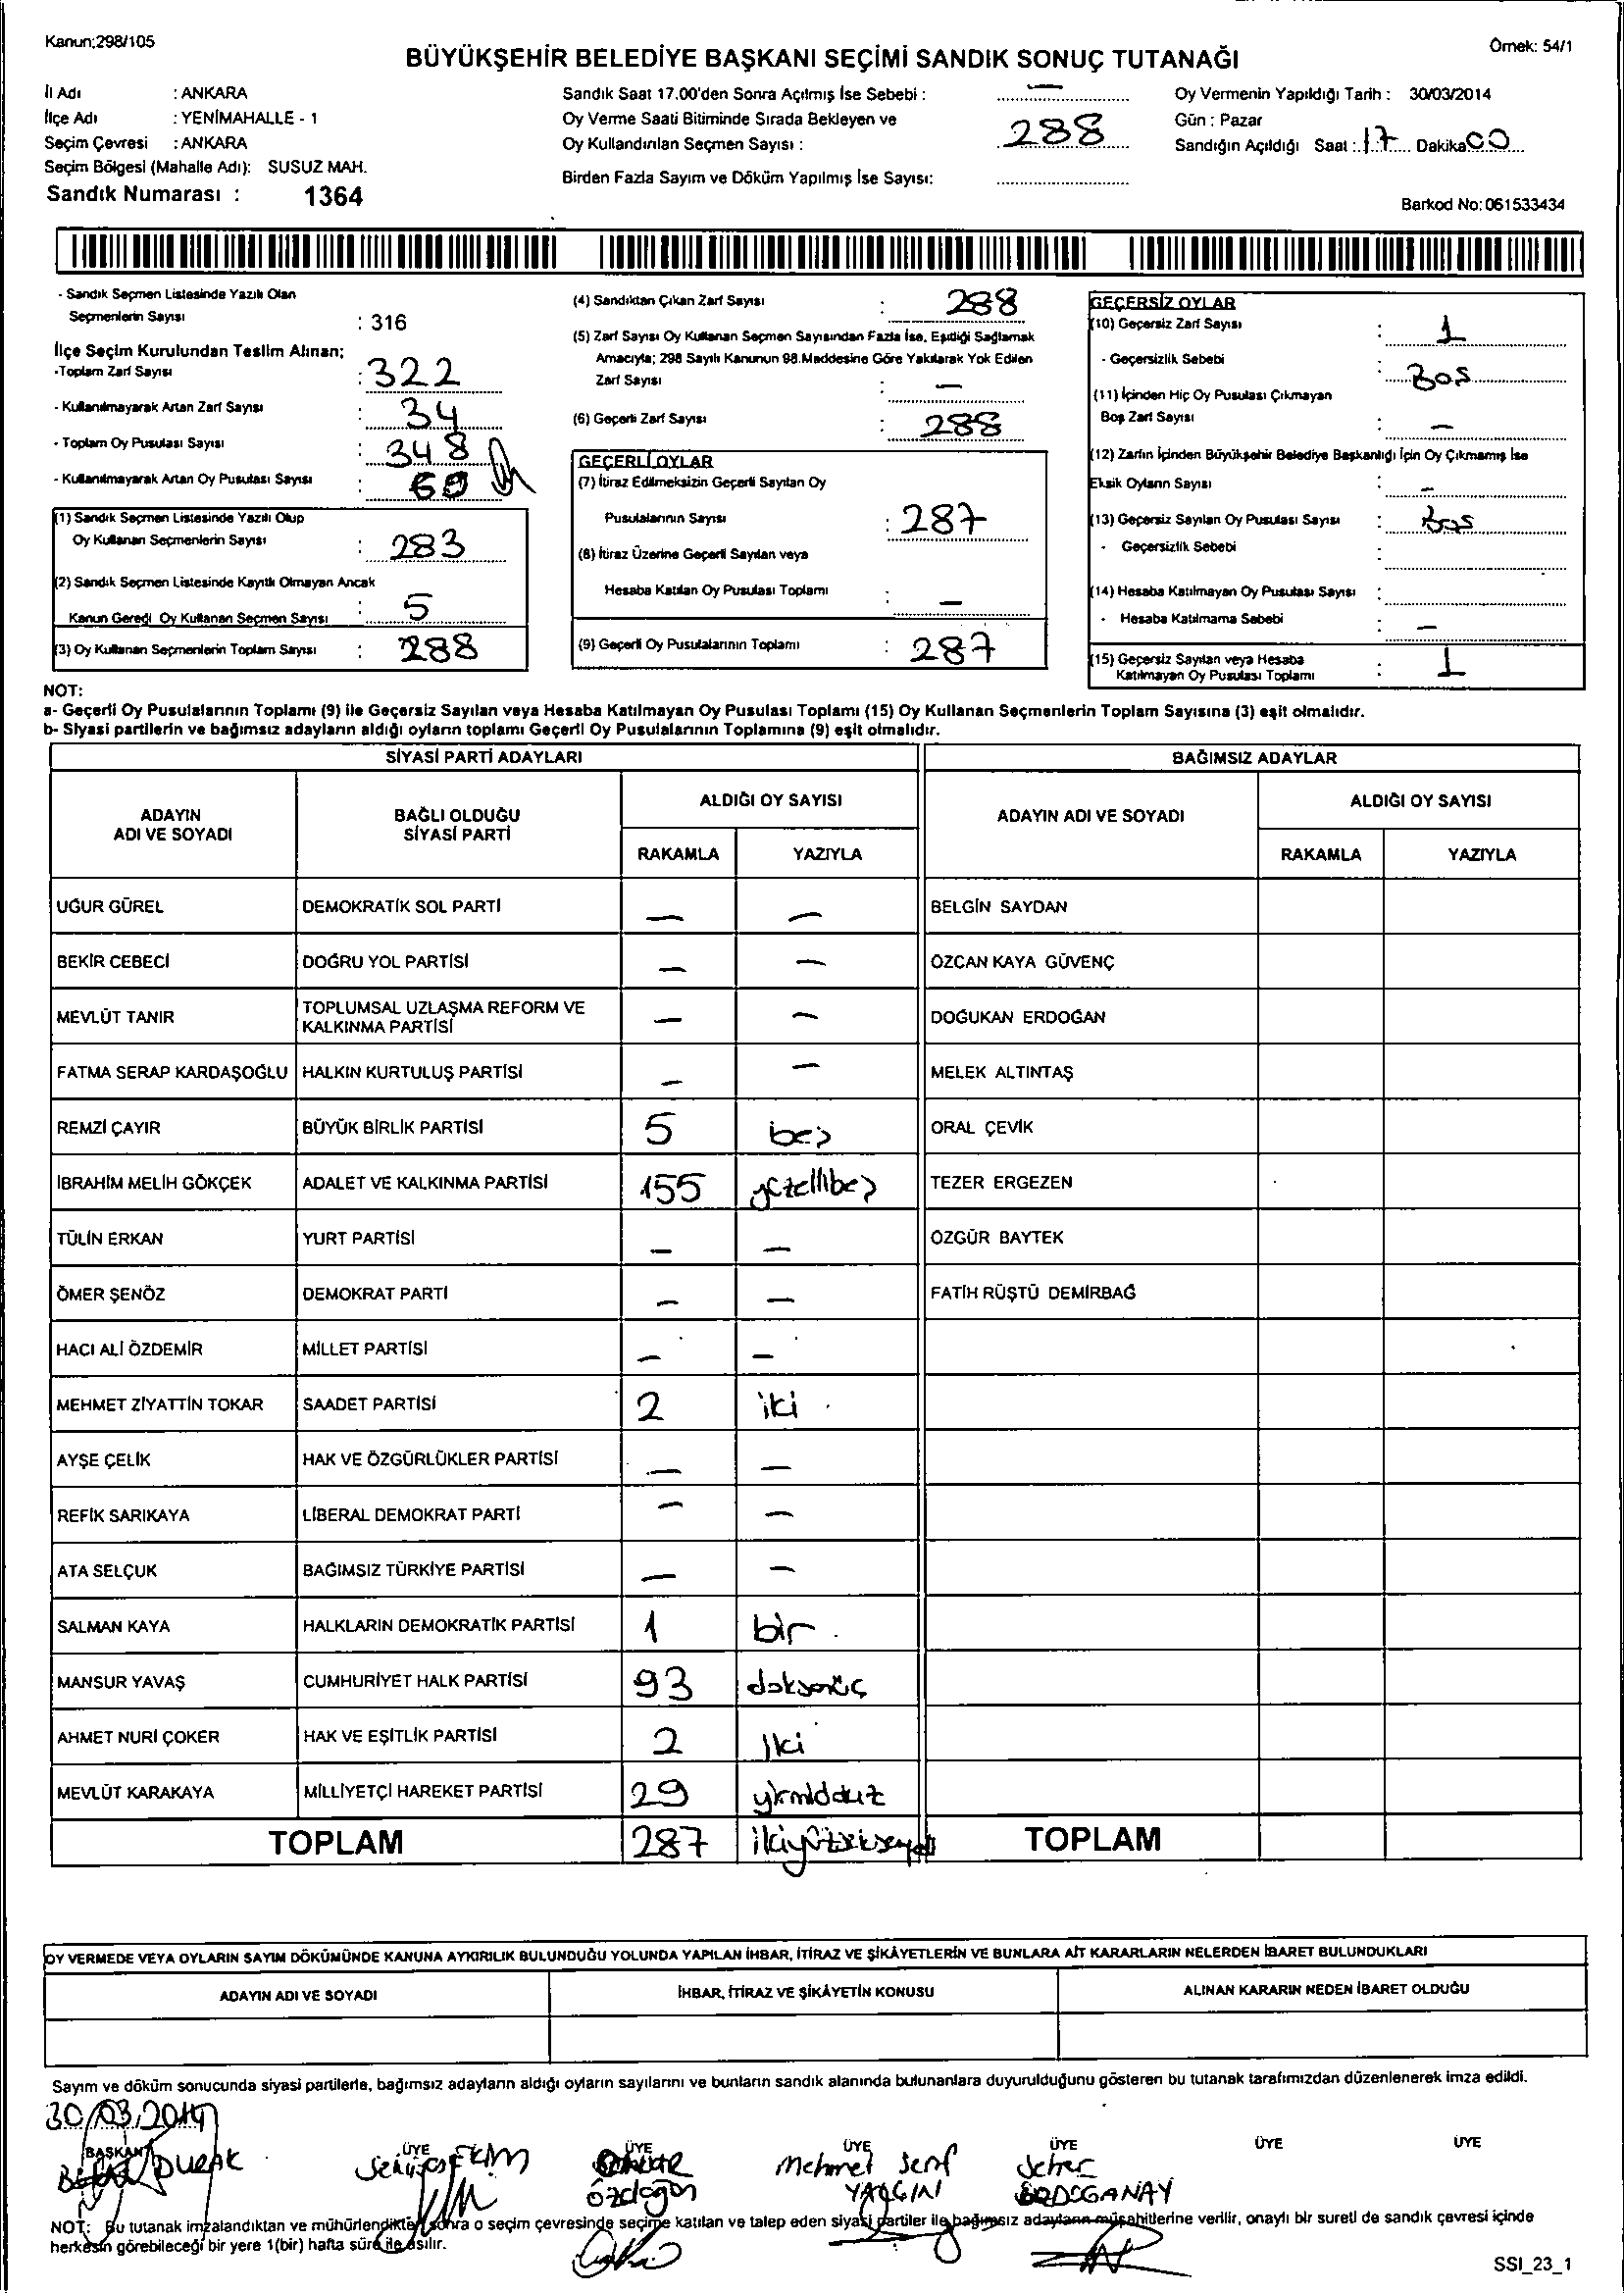 Kanun;298/105
Örnek: 54/1
BÜYÜKŞEHİR BELEDİYE BAŞKANI SEÇİMİ SANDIK SONUÇ TUTANAĞI
İl Adı : ANKARA
İlçe Adı : YENİMAHALLE - 1
Seçim Çevresi : ANKARA
Seçim Bölgesi (Mahalle Adı): SUSUZ MAH.
Sandık Numarası : 1364
Sandık Saat 17.00'den Sonra Açılmış İse Sebebi : —
Oy Verme Saati Bitiminde Sırada Bekleyen ve
Oy Kullandırılan Seçmen Sayısı : 288
Birden Fazla Sayım ve Döküm Yapılmış İse Sayısı:
Oy Vermenin Yapıldığı Tarih : 30/03/2014
Gün : Pazar
Sandığın Açıldığı Saat : 17 Dakika 00
Barkod No: 061533434
- Sandık Seçmen Listesinde Yazılı Olan
Seçmenlerin Sayısı : 316
İlçe Seçim Kurulundan Teslim Alınan;
-Toplam Zarf Sayısı : 322
- Kullanılmayarak Artan Zarf Sayısı : 34
- Toplam Oy Pusulası Sayısı : 348
- Kullanılmayarak Artan Oy Pusulası Sayısı : 60
(1) Sandık Seçmen Listesinde Yazılı Olup
Oy Kullanan Seçmenlerin Sayısı : 283
(2) Sandık Seçmen Listesinde Kayıtlı Olmayan Ancak
Kanun Gereği Oy Kullanan Seçmen Sayısı : 5
(3) Oy Kullanan Seçmenlerin Toplam Sayısı : 288
(4) Sandıktan Çıkan Zarf Sayısı : 288
(5) Zarf Sayısı Oy Kullanan Seçmen Sayısından Fazla İse, Eşitliği Sağlamak
Amacıyla; 298 Sayılı Kanunun 98.Maddesine Göre Yakılarak Yok Edilen
Zarf Sayısı : —
(6) Geçerli Zarf Sayısı : 288
GEÇERLİ OYLAR
(7) İtiraz Edilmeksizin Geçerli Sayılan Oy
Pusulalarının Sayısı : 287
(8) İtiraz Üzerine Geçerli Sayılan veya
Hesaba Katılan Oy Pusulası Toplamı : —
(9) Geçerli Oy Pusulalarının Toplamı : 287
GEÇERSİZ OYLAR
(10) Geçersiz Zarf Sayısı : 1
- Geçersizlik Sebebi : Boş
(11) İçinden Hiç Oy Pusulası Çıkmayan
Boş Zarf Sayısı : —
(12) Zarfın İçinden Büyükşehir Belediye Başkanlığı İçin Oy Çıkmamış İse
Eksik Oyların Sayısı : —
(13) Geçersiz Sayılan Oy Pusulası Sayısı : Boş
- Geçersizlik Sebebi :
(14) Hesaba Katılmayan Oy Pusulası Sayısı :
- Hesaba Katılmama Sebebi : —
(15) Geçersiz Sayılan veya Hesaba
Katılmayan Oy Pusulası Toplamı : 1
NOT:
a- Geçerli Oy Pusulalarının Toplamı (9) ile Geçersiz Sayılan veya Hesaba Katılmayan Oy Pusulası Toplamı (15) Oy Kullanan Seçmenlerin Toplam Sayısına (3) eşit olmalıdır.
b- Siyasi partilerin ve bağımsız adayların aldığı oyların toplamı Geçerli Oy Pusulalarının Toplamına (9) eşit olmalıdır.
SİYASİ PARTİ ADAYLARI BAĞIMSIZ ADAYLAR
ADAYIN ADI VE SOYADI BAĞLI OLDUĞU SİYASİ PARTİ ALDIĞI OY SAYISI ADAYIN ADI VE SOYADI ALDIĞI OY SAYISI
RAKAMLA YAZIYLA RAKAMLA YAZIYLA
UĞUR GÜREL DEMOKRATİK SOL PARTİ — — BELGİN SAYDAN
BEKİR CEBECİ DOĞRU YOL PARTİSİ — — ÖZCAN KAYA GÜVENÇ
MEVLÜT TANIR TOPLUMSAL UZLAŞMA REFORM VE KALKINMA PARTİSİ — — DOĞUKAN ERDOĞAN
FATMA SERAP KARDAŞOĞLU HALKIN KURTULUŞ PARTİSİ — — MELEK ALTINTAŞ
REMZİ ÇAYIR BÜYÜK BİRLİK PARTİSİ 5 beş ORAL ÇEVİK
İBRAHİM MELİH GÖKÇEK ADALET VE KALKINMA PARTİSİ 155 yüzellibeş TEZER ERGEZEN
TÜLİN ERKAN YURT PARTİSİ — — ÖZGÜR BAYTEK
ÖMER ŞENÖZ DEMOKRAT PARTİ — — FATİH RÜŞTÜ DEMİRBAĞ
HACI ALİ ÖZDEMİR MİLLET PARTİSİ — —
MEHMET ZİYATTİN TOKAR SAADET PARTİSİ 2 iki
AYŞE ÇELİK HAK VE ÖZGÜRLÜKLER PARTİSİ — —
REFİK SARIKAYA LİBERAL DEMOKRAT PARTİ — —
ATA SELÇUK BAĞIMSIZ TÜRKİYE PARTİSİ — —
SALMAN KAYA HALKLARIN DEMOKRATİK PARTİSİ 1 bir
MANSUR YAVAŞ CUMHURİYET HALK PARTİSİ 93 doksanüç
AHMET NURİ ÇOKER HAK VE EŞİTLİK PARTİSİ 2 İki
MEVLÜT KARAKAYA MİLLİYETÇİ HAREKET PARTİSİ 29 yirmidokuz
TOPLAM 287 ikiyüzseksenyedi TOPLAM
OY VERMEDE VEYA OYLARIN SAYIM DÖKÜMÜNDE KANUNA AYKIRILIK BULUNDUĞU YOLUNDA YAPILAN İHBAR, İTİRAZ VE ŞİKÂYETLERİN VE BUNLARA AİT KARARLARIN NELERDEN İBARET BULUNDUKLARI
ADAYIN ADI VE SOYADI İHBAR, İTİRAZ VE ŞİKÂYETİN KONUSU ALINAN KARARIN NEDEN İBARET OLDUĞU
Sayım ve döküm sonucunda siyasi partilerle, bağımsız adayların aldığı oyların sayılarını ve bunların sandık alanında bulunanlara duyurulduğunu gösteren bu tutanak tarafımızdan düzenlenerek imza edildi.
30/03/2014
BAŞKAN ÜYE ÜYE ÜYE ÜYE ÜYE ÜYE
DURAK EKİM Mehmet Şerif
özdoğan YALÇIN ERDOGANAY
NOT: Bu tutanak imzalandıktan ve mühürlendikten sonra o seçim çevresinde seçime katılan ve talep eden siyasi partiler ile bağımsız adayların müşahitlerine verilir, onaylı bir sureti de sandık çevresi içinde
herkesin görebileceği bir yere 1(bir) hafta süre ile asılır.
SSI_23_1